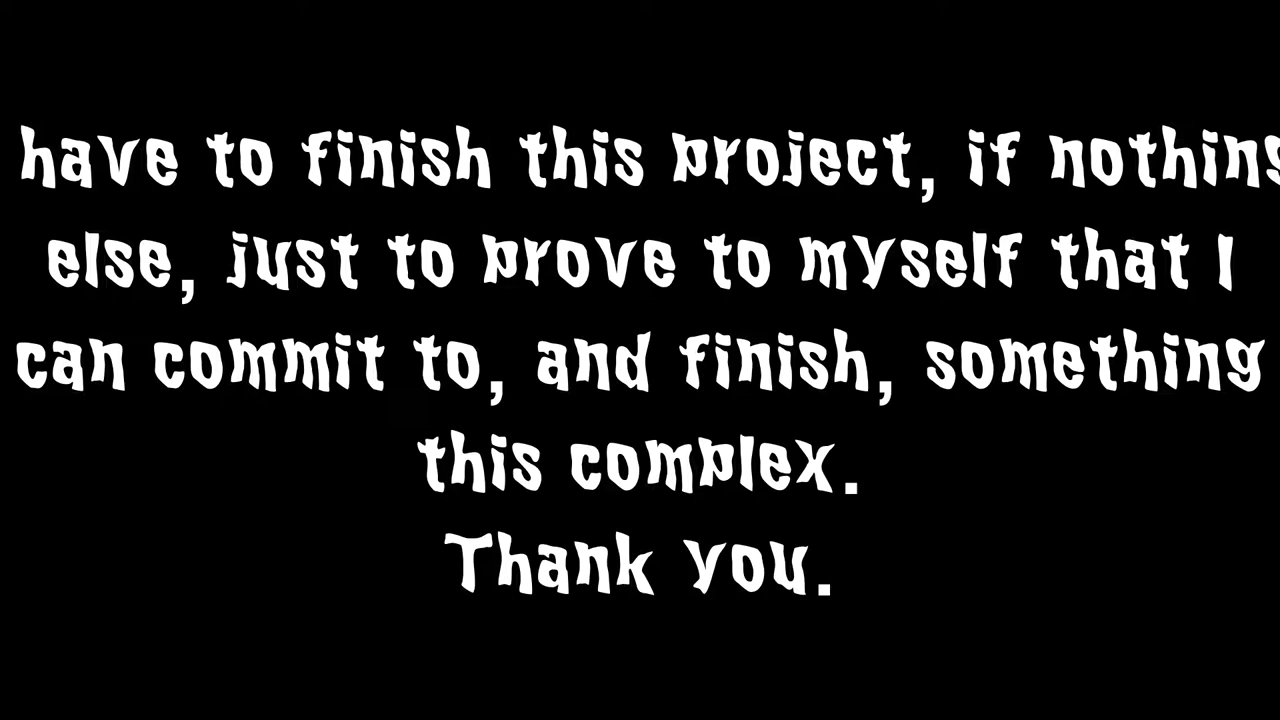 have to finish this project, if nothing
else, just to prove to myself that I
can commit to, and finish, something
this complex.
Thank you.